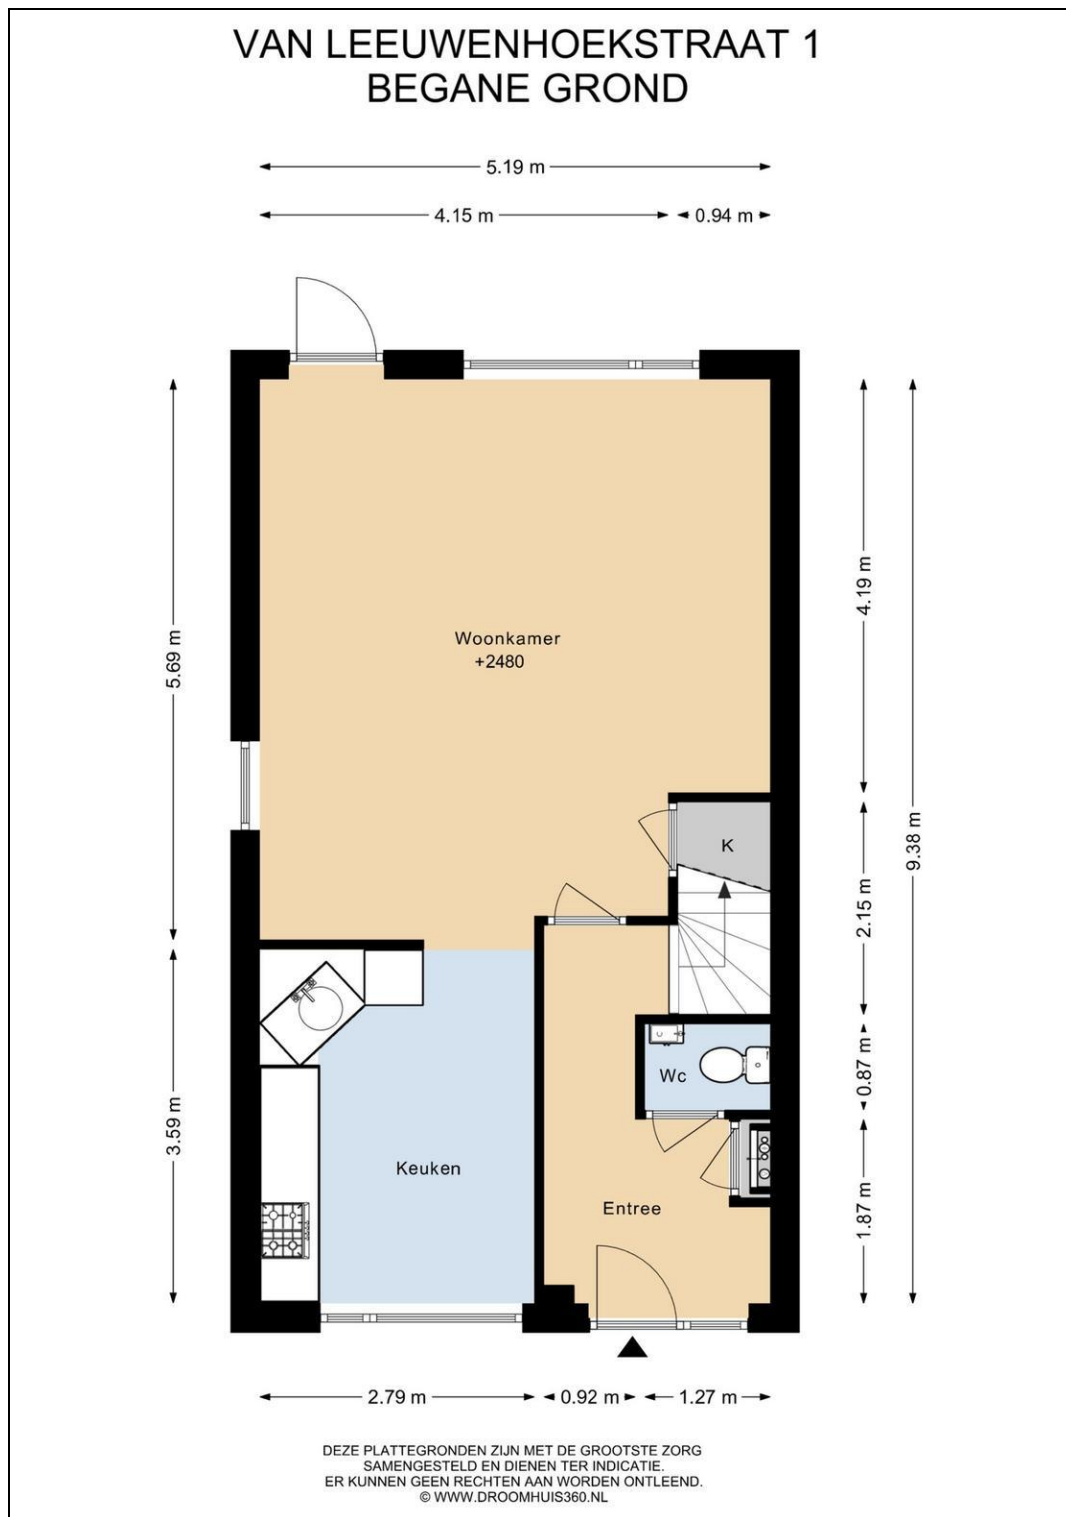 VAN LEEUWENHOEKSTRAAT 1
BEGANE GROND
5.19 m
4.15 m
0.94 m
5.69 m
4.19 m
9.38 m
Woonkamer
+2480
K
2.15 m
Wc
0.87 m
3.59 m
Keuken
Entree
1.87 m
2.79 m
0.92 m
1.27 m
DEZE PLATTEGRONDEN ZIJN MET DE GROOTSTE ZORG
SAMENGESTELD EN DIENEN TER INDICATIE.
ER KUNNEN GEEN RECHTEN AAN WORDEN ONTLEEND.
© WWW.DROOMHUIS360.NL